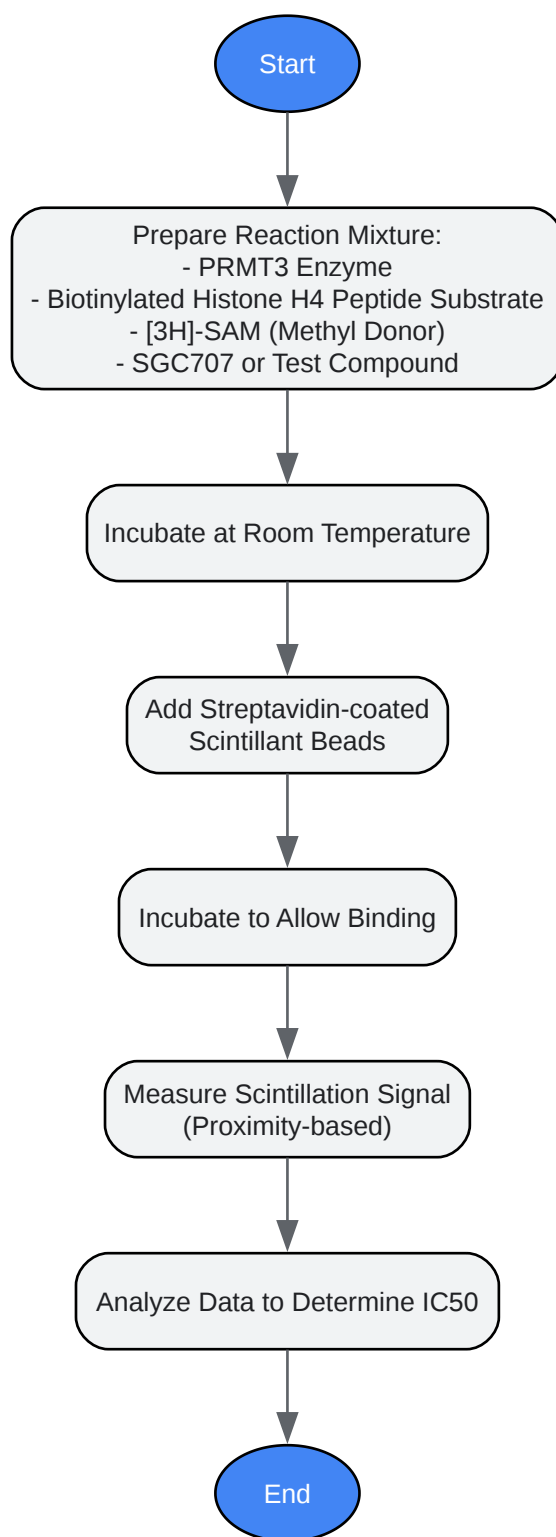 Start
Prepare Reaction Mixture:
- PRMT3 Enzyme
- Biotinylated Histone H4 Peptide Substrate
- [3H]-SAM (Methyl Donor)
- SGC707 or Test Compound
Incubate at Room Temperature
Add Streptavidin-coated
Scintillant Beads
Incubate to Allow Binding
Measure Scintillation Signal
(Proximity-based)
Analyze Data to Determine IC50
End